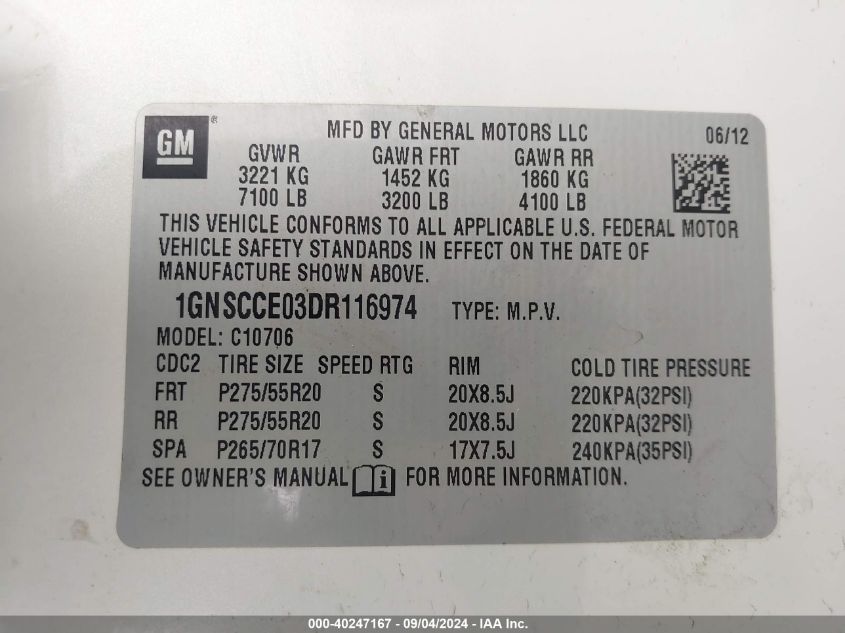 GM ®
MFD BY GENERAL MOTORS LLC 06/12
GVWR GAWR FRT GAWR RR
3221 KG 1452 KG 1860 KG
7100 LB 3200 LB 4100 LB
THIS VEHICLE CONFORMS TO ALL APPLICABLE U.S. FEDERAL MOTOR
VEHICLE SAFETY STANDARDS IN EFFECT ON THE DATE OF
MANUFACTURE SHOWN ABOVE.
1GNSCCE03DR116974 TYPE: M.P.V.
MODEL: C10706
CDC2 TIRE SIZE SPEED RTG RIM COLD TIRE PRESSURE
FRT P275/55R20 S 20X8.5J 220KPA(32PSI)
RR P275/55R20 S 20X8.5J 220KPA(32PSI)
SPA P265/70R17 S 17X7.5J 240KPA(35PSI)
SEE OWNER'S MANUAL i FOR MORE INFORMATION.
000-40247167 - 09/04/2024 - IAA Inc.